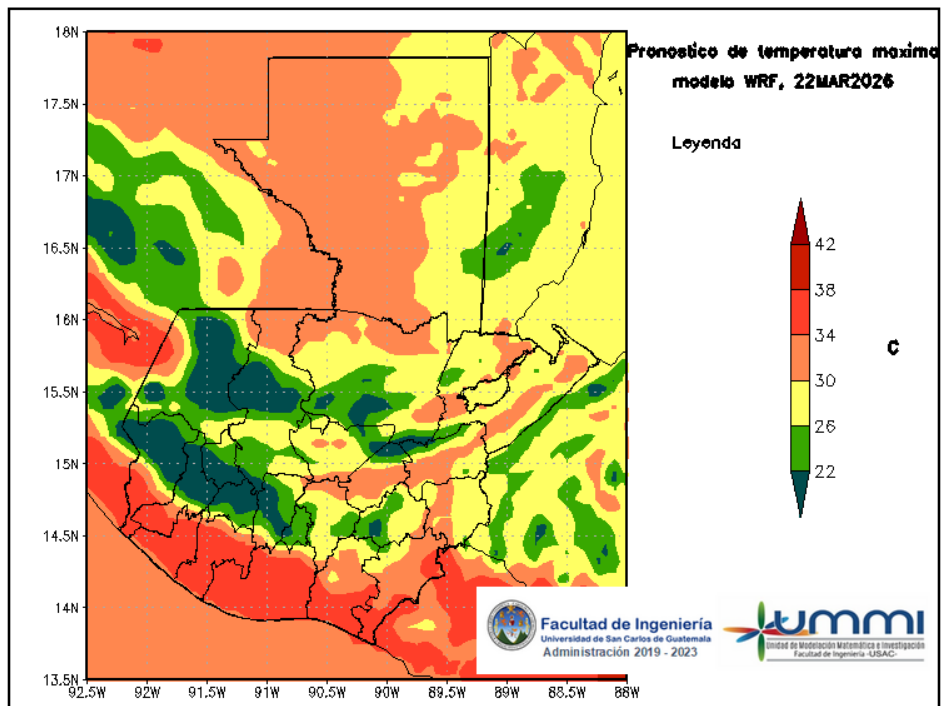 Pronostico de temperatura maxima
modelo WRF, 22MAR2026
Leyenda
42
38
34
30
26
22
C
18N
17.5N
17N
16.5N
16N
15.5N
15N
14.5N
14N
13.5N
92.5W
92W
91.5W
91W
90.5W
90W
89.5W
89W
88.5W
88W
Facultad de Ingeniería
Universidad de San Carlos de Guatemala
Administración 2019 - 2023
ummi
Unidad de Modelación Matemática e Investigación
Facultad de Ingeniería -USAC-